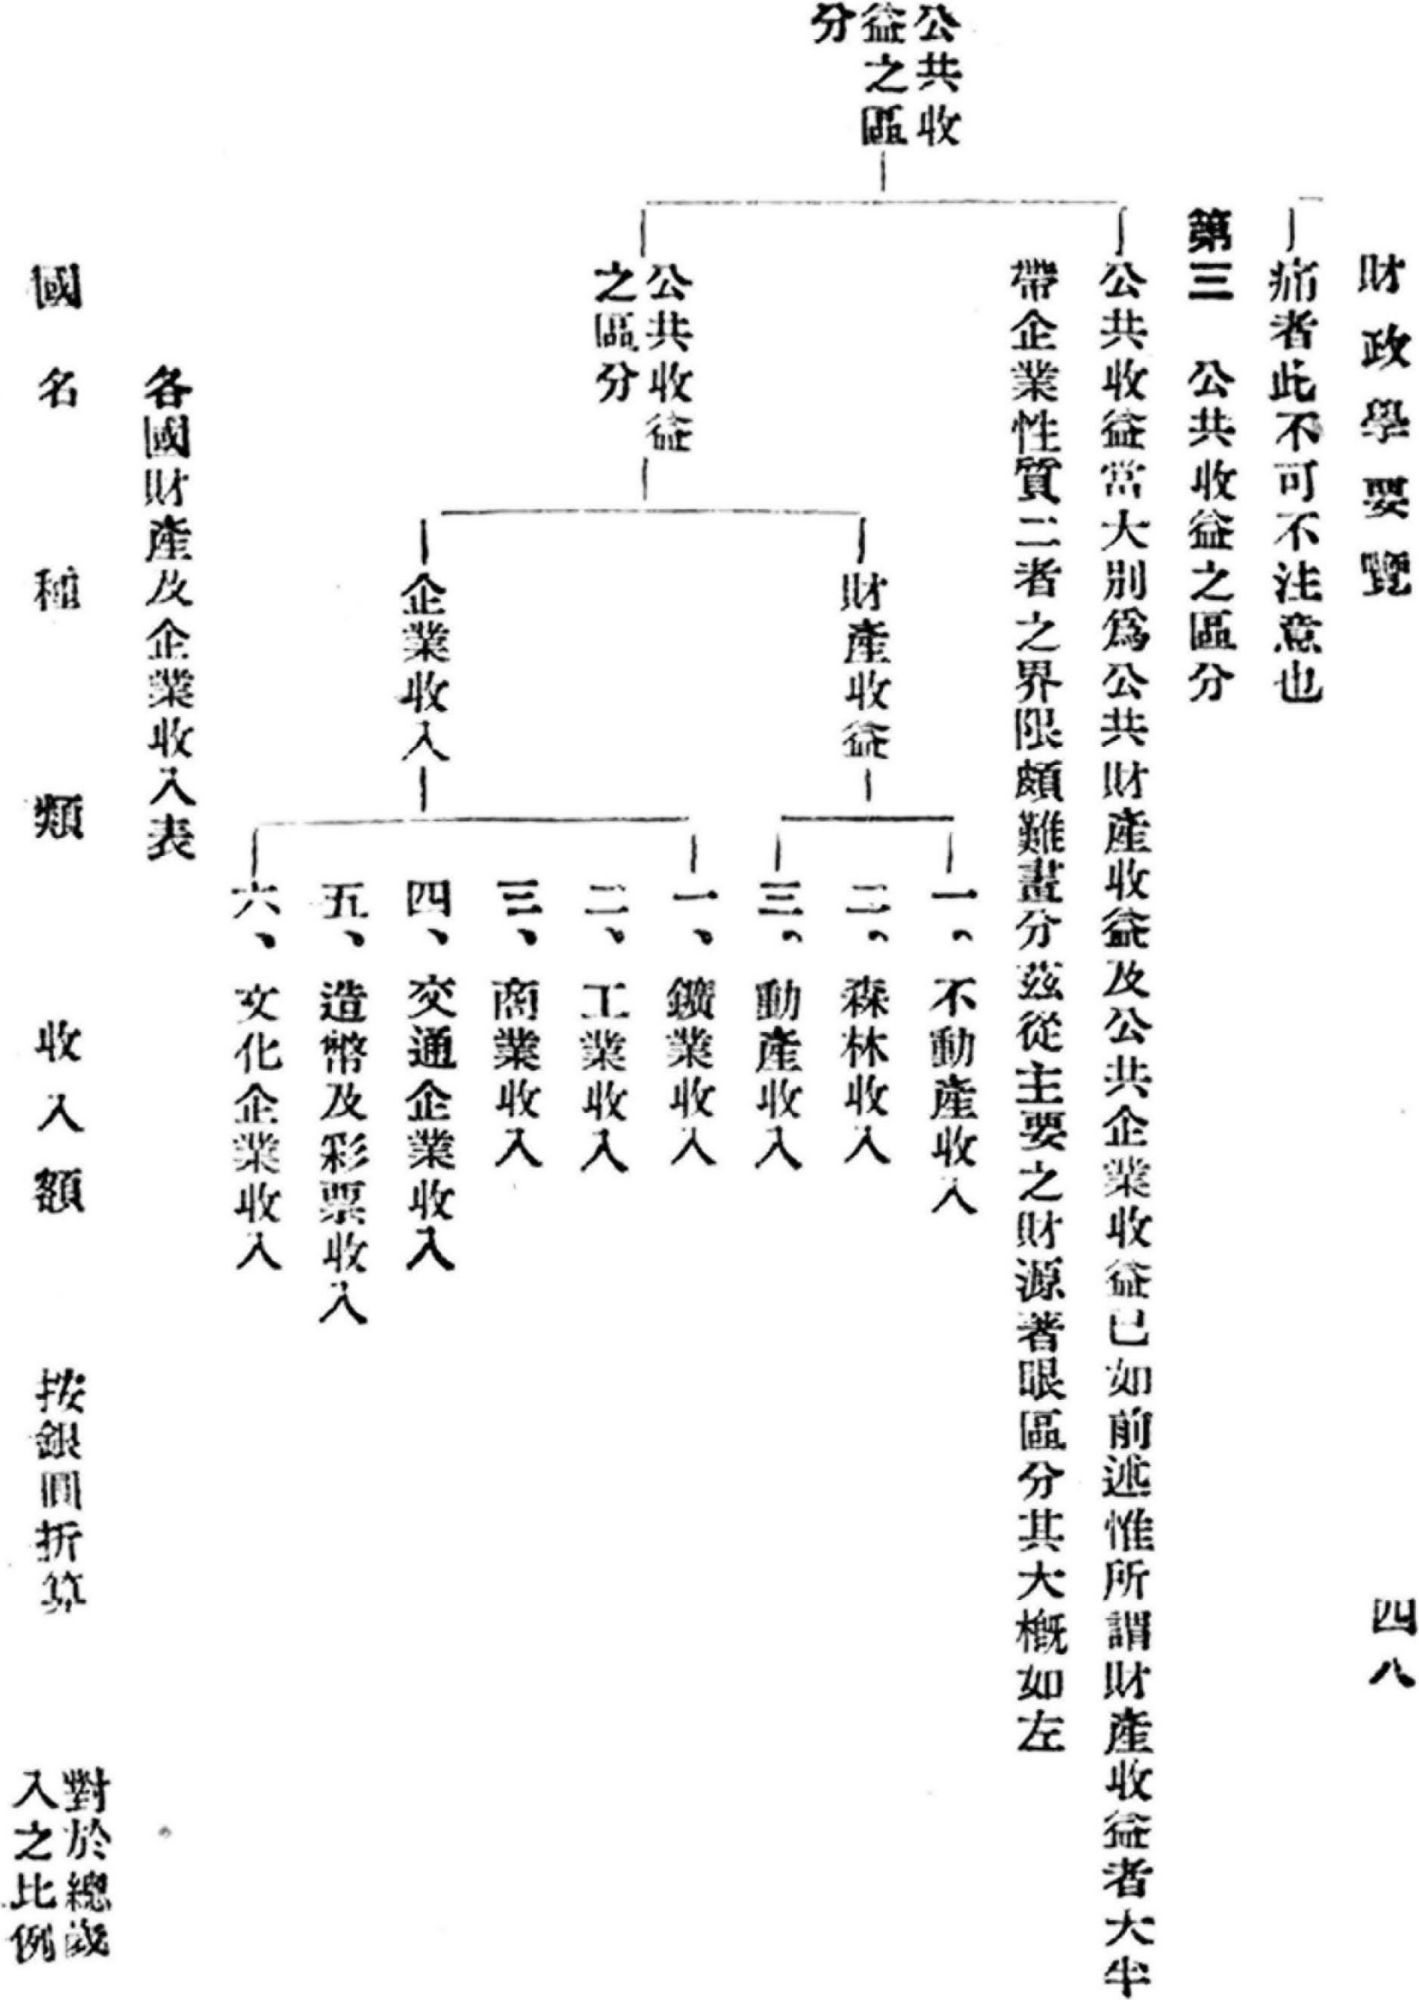 財政學要覽
四八
痛者此不可不注意也
第三 公共收益之區分
公共收益當大別爲公共財產收益及公共企業收益已如前述惟所謂財產收益者大半
帶企業性質二者之界限頗難畫分茲從主要之財源著眼區分其大槪如左
公共收
益之區
分
公共收益
之區分
財產收益
一、不動產收入
二、森林收入
三、動產收入
企業收入
一、鑛業收入
二、工業收入
三、商業收入
四、交通企業收入
五、造幣及彩票收入
六、文化企業收入
各國財產及企業收入表
國名
種類
收入額
按銀圓折算
對於總歲
入之比例